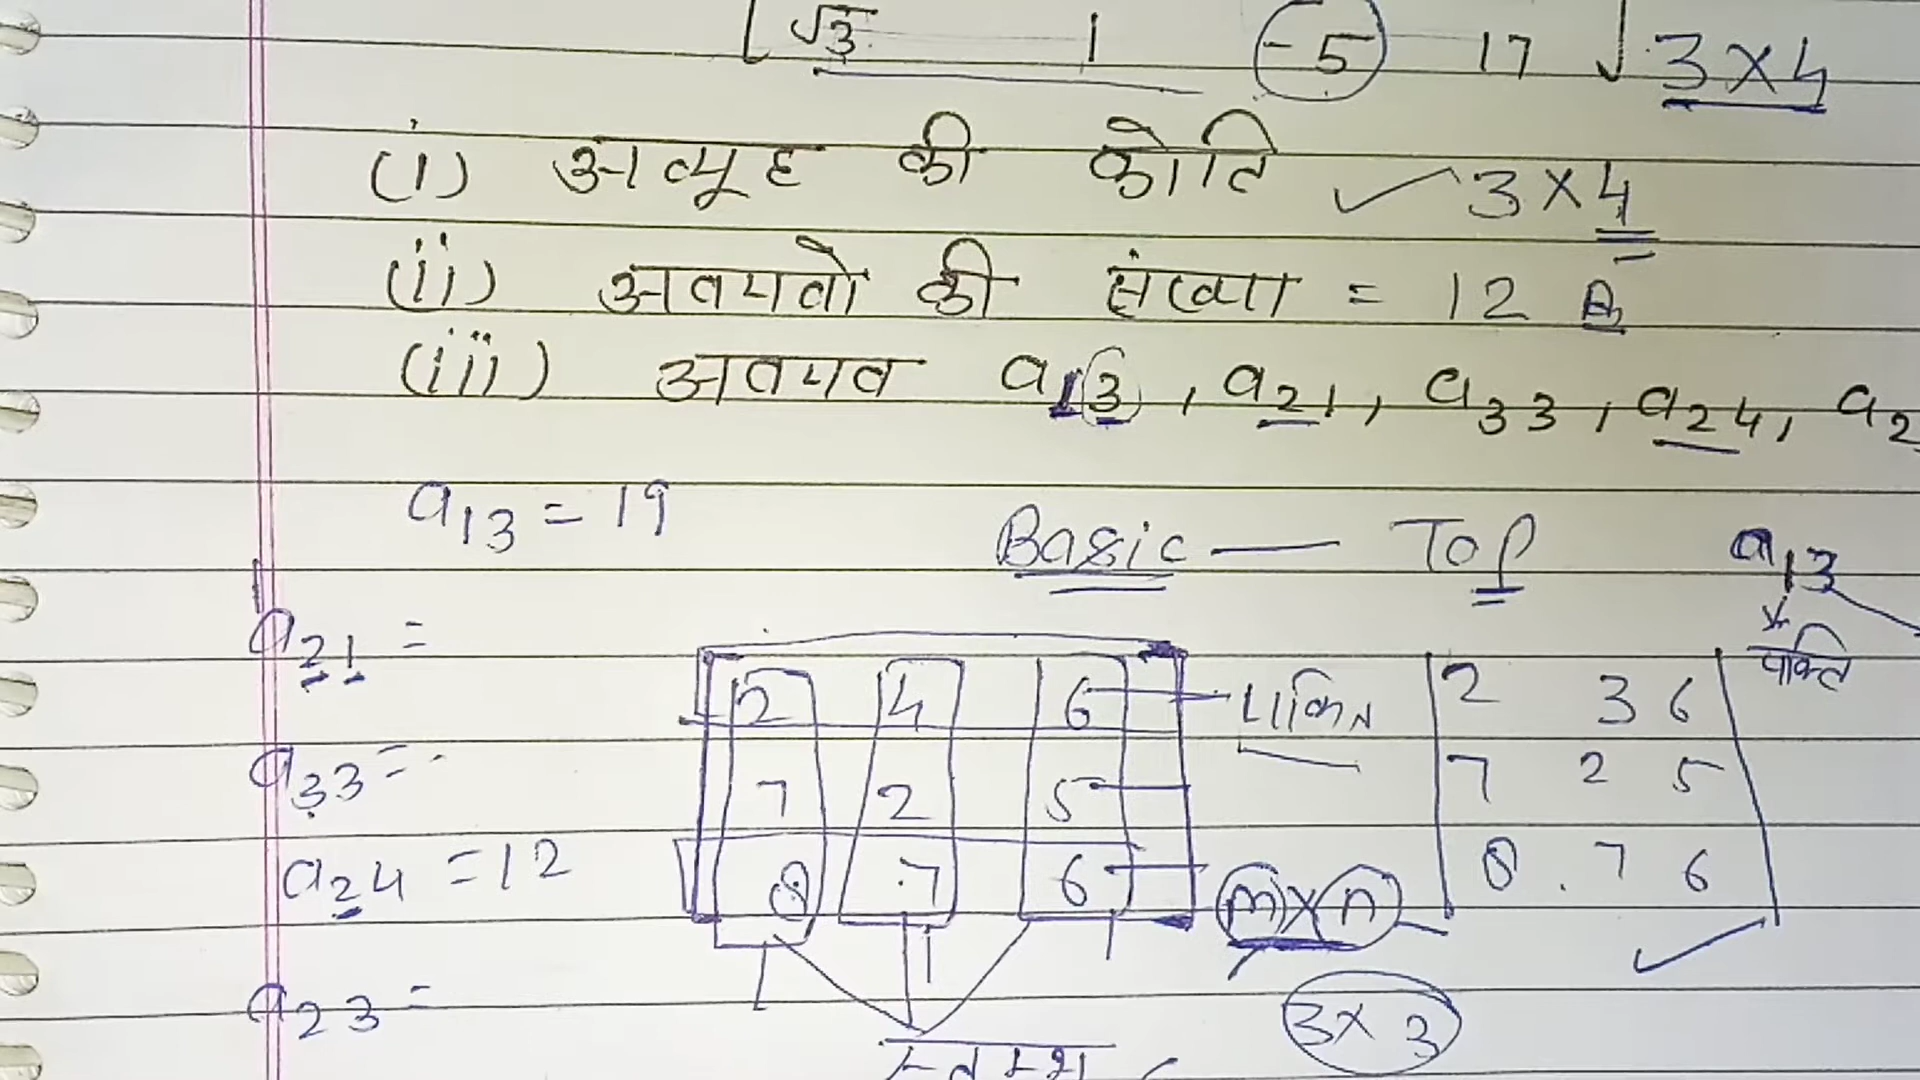 √3 1 -5 17 3×4
(i) आव्यूह की कोटि ✓ 3×4
(ii) अवयवों की संख्या = 12
(iii) अवयव a13, a21, a33, a24, a2
a13 = 19
Basic — Top
a13
पंक्ति
a21 =
2 4 6
2 3 6
a33 =
7 2 5
7 2 5
a24 = 12
8 7 6
m×n
8 7 6
a23 =
3×3